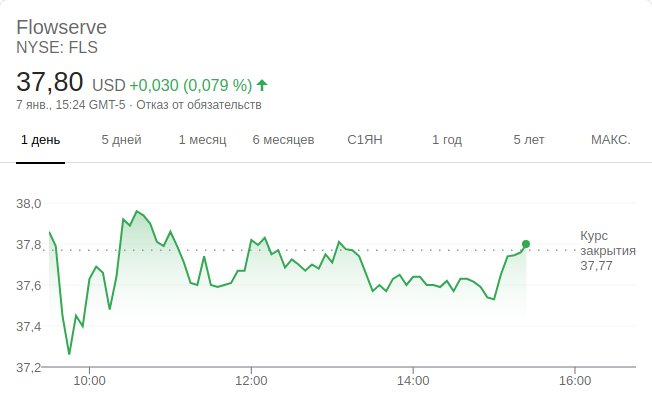 Flowserve
NYSE: FLS
37,80 USD +0,030 (0,079 %)
7 янв., 15:24 GMT-5 · Отказ от обязательств
1 день 5 дней 1 месяц 6 месяцев С1ЯН 1 год 5 лет МАКС.
38,0
37,8
37,6
37,4
37,2
Курс
закрытия
37,77
10:00 12:00 14:00 16:00